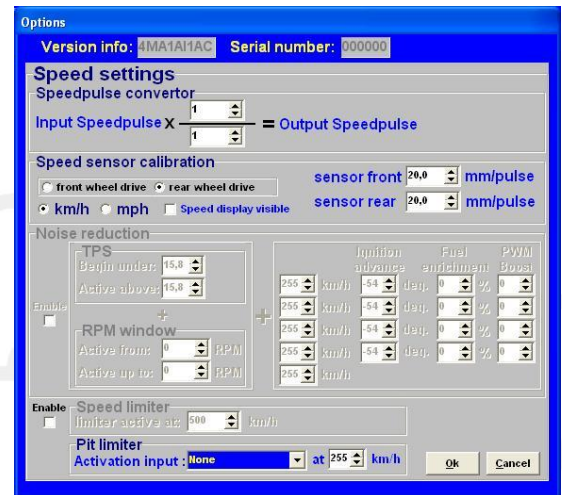 Options
Version info: 4MA1AI1AC Serial number: 000000
Speed settings
Speedpulse convertor
1
Input Speedpulse X = Output Speedpulse
1
Speed sensor calibration
front wheel drive rear wheel drive
sensor front 20,0 mm/pulse
km/h mph Speed display visible
sensor rear 20,0 mm/pulse
Noise reduction
TPS
Begin under: 15,8
Active above: 15,8
+
RPM window
Active from: 0 RPM
Active up to: 0 RPM
Enable
+
Ignition advance Fuel enrichment PWM Boost
255 km/h -54 deg. 0 % 0
255 km/h -54 deg. 0 % 0
255 km/h -54 deg. 0 % 0
255 km/h -54 deg. 0 % 0
255 km/h
Enable
Speed limiter
limiter active at: 500 km/h
Pit limiter
Activation input : None at 255 km/h
Ok Cancel